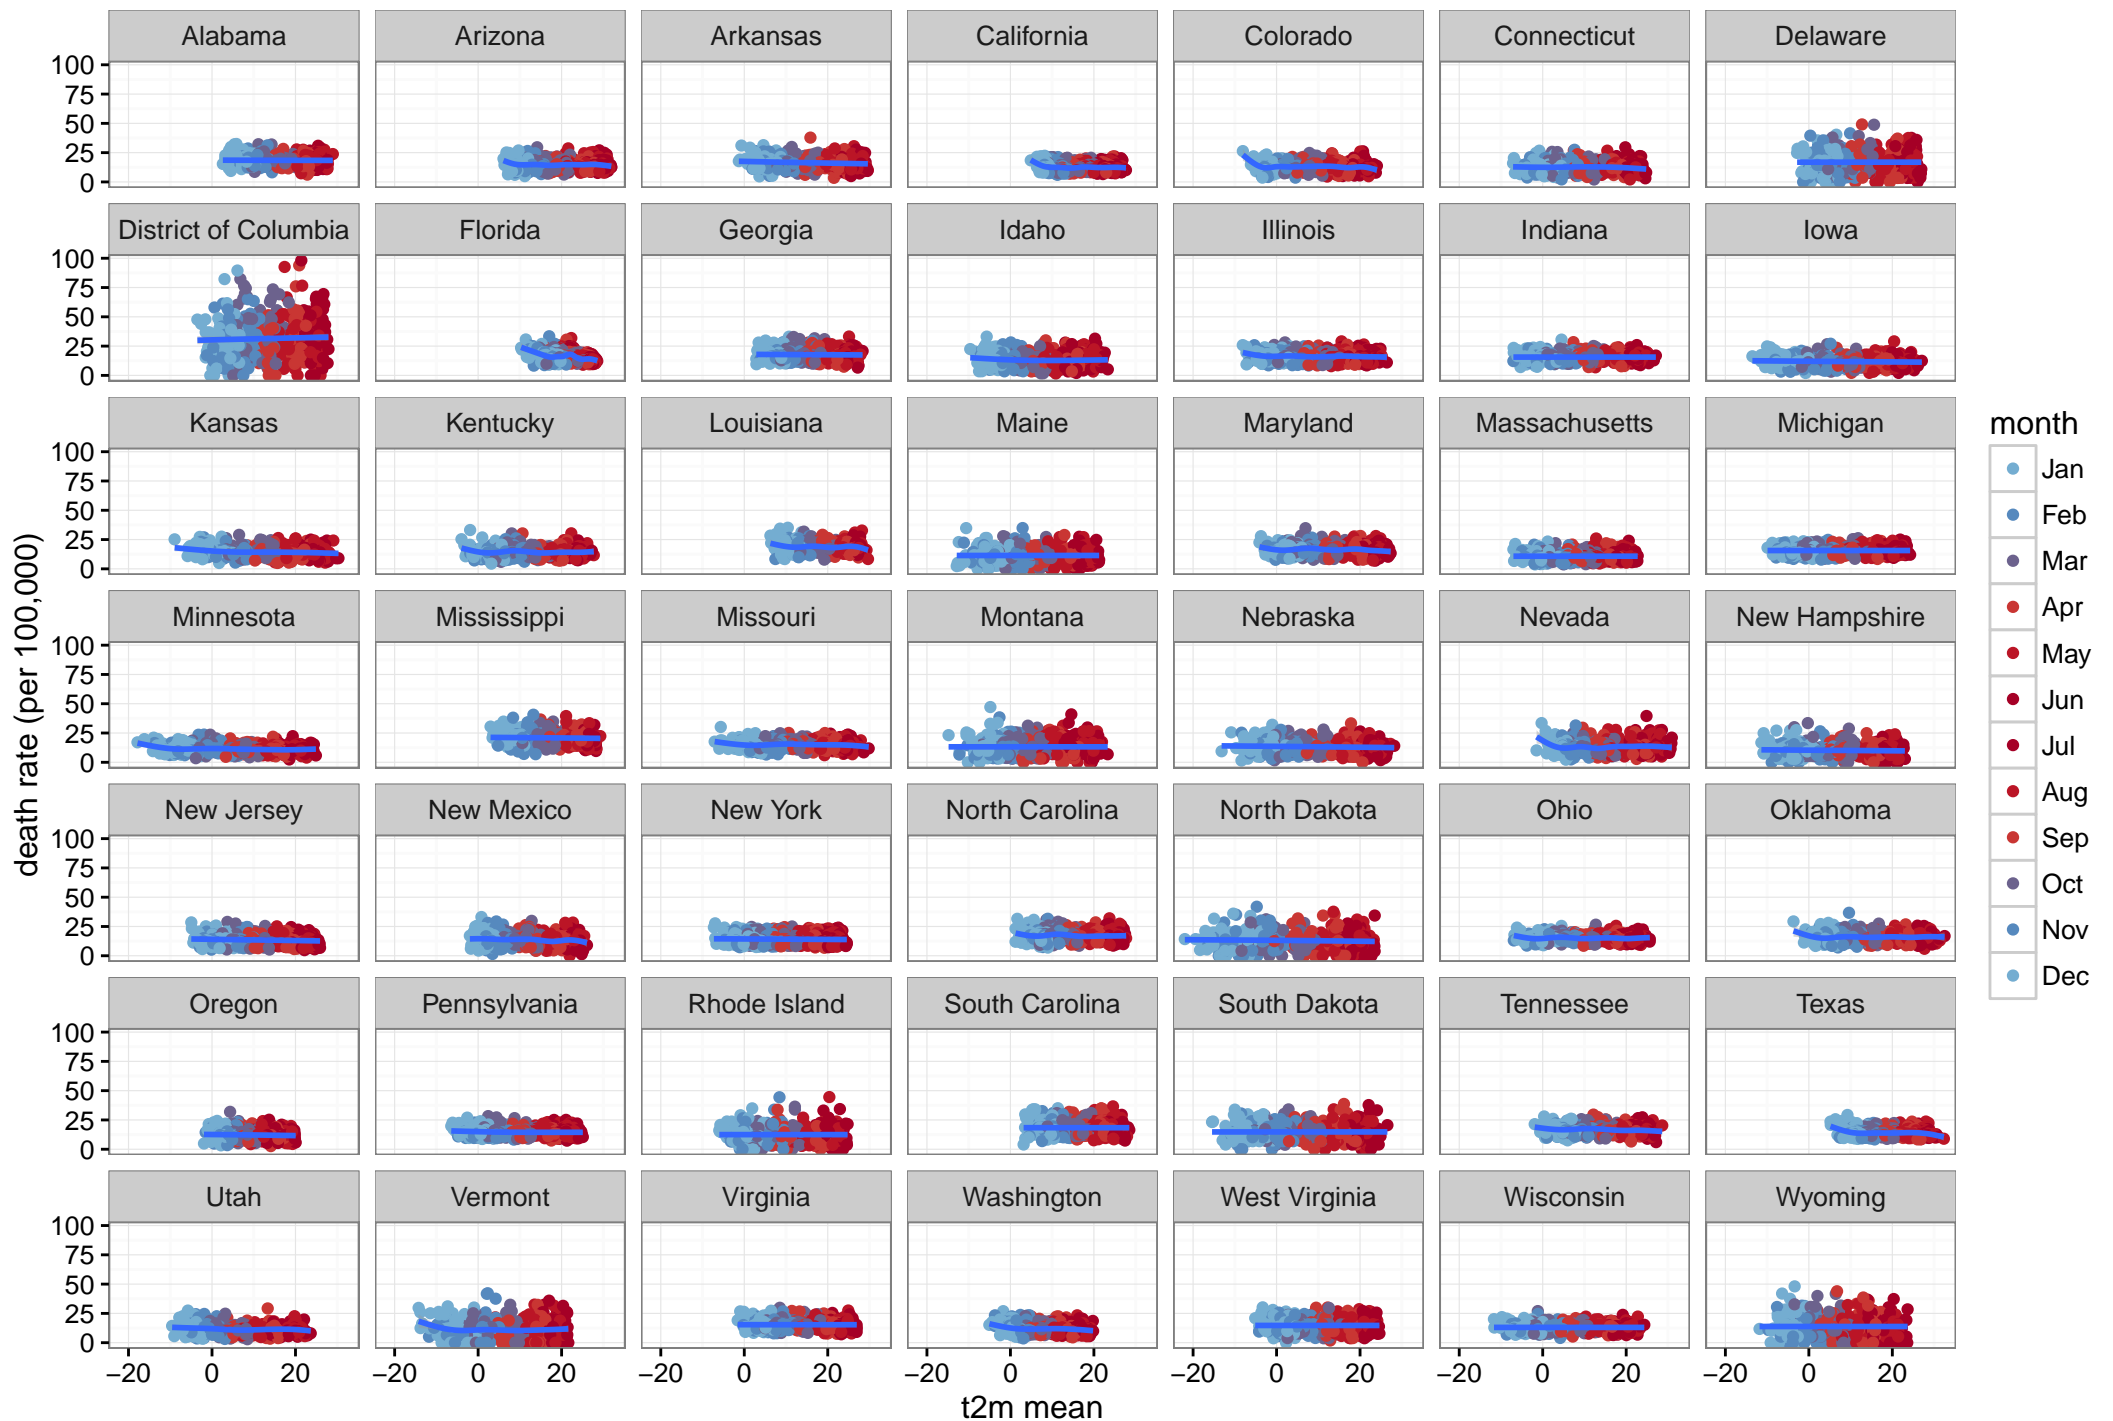 Alabama Arizona Arkansas California Colorado Connecticut Delaware
100
75
50
25
0
District of Columbia Florida Georgia Idaho Illinois Indiana Iowa
100
75
50
25
0
Kansas Kentucky Louisiana Maine Maryland Massachusetts Michigan
100
75
50
25
0
Minnesota Mississippi Missouri Montana Nebraska Nevada New Hampshire
100
75
50
25
0
New Jersey New Mexico New York North Carolina North Dakota Ohio Oklahoma
100
75
50
25
0
Oregon Pennsylvania Rhode Island South Carolina South Dakota Tennessee Texas
100
75
50
25
0
Utah Vermont Virginia Washington West Virginia Wisconsin Wyoming
100
75
50
25
0
−20 0 20 −20 0 20 −20 0 20 −20 0 20 −20 0 20 −20 0 20 −20 0 20
t2m mean
death rate (per 100,000)
month
Jan
Feb
Mar
Apr
May
Jun
Jul
Aug
Sep
Oct
Nov
Dec